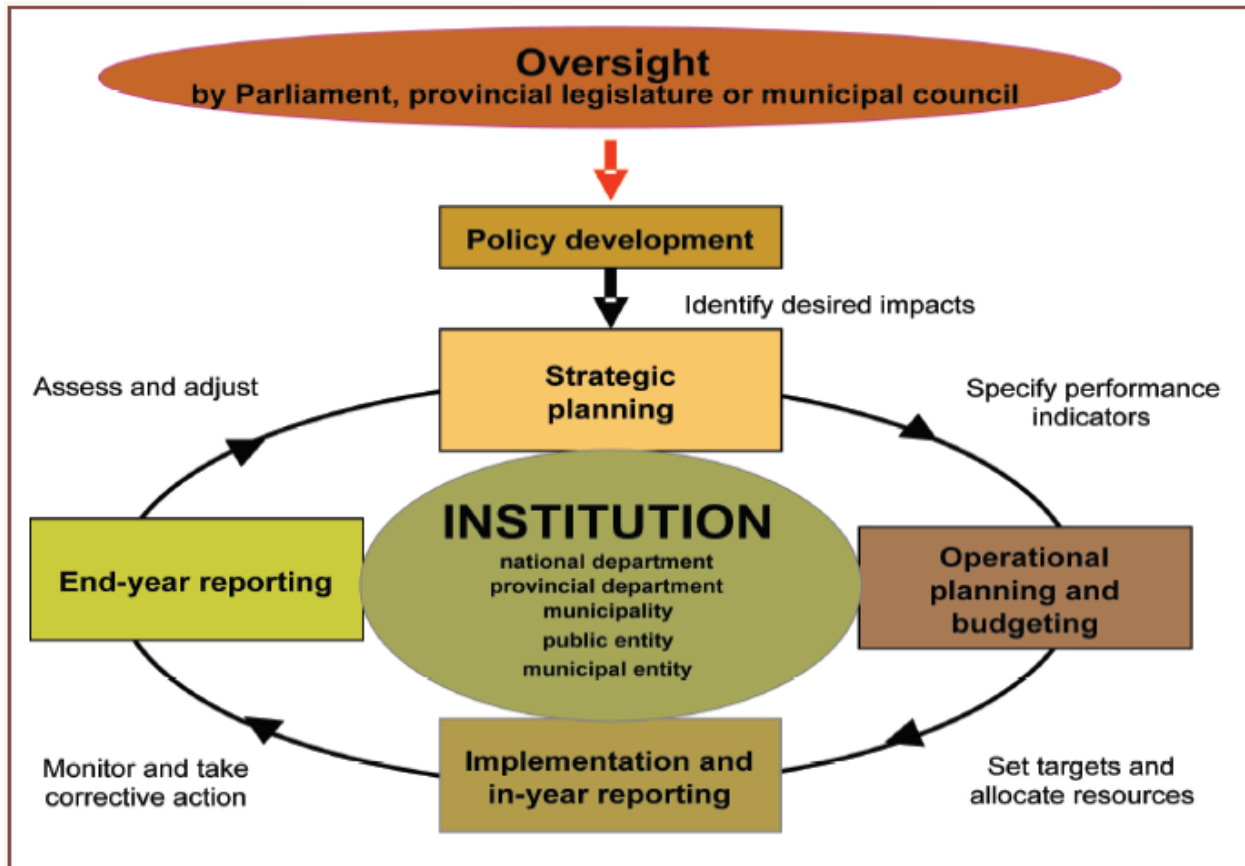 Oversight
by Parliament, provincial legislature or municipal council
Policy development
Identify desired impacts
Strategic
planning
Assess and adjust
Specify performance
indicators
INSTITUTION
national department
provincial department
municipality
public entity
municipal entity
End-year reporting
Operational
planning and
budgeting
Implementation and
in-year reporting
Monitor and take
corrective action
Set targets and
allocate resources